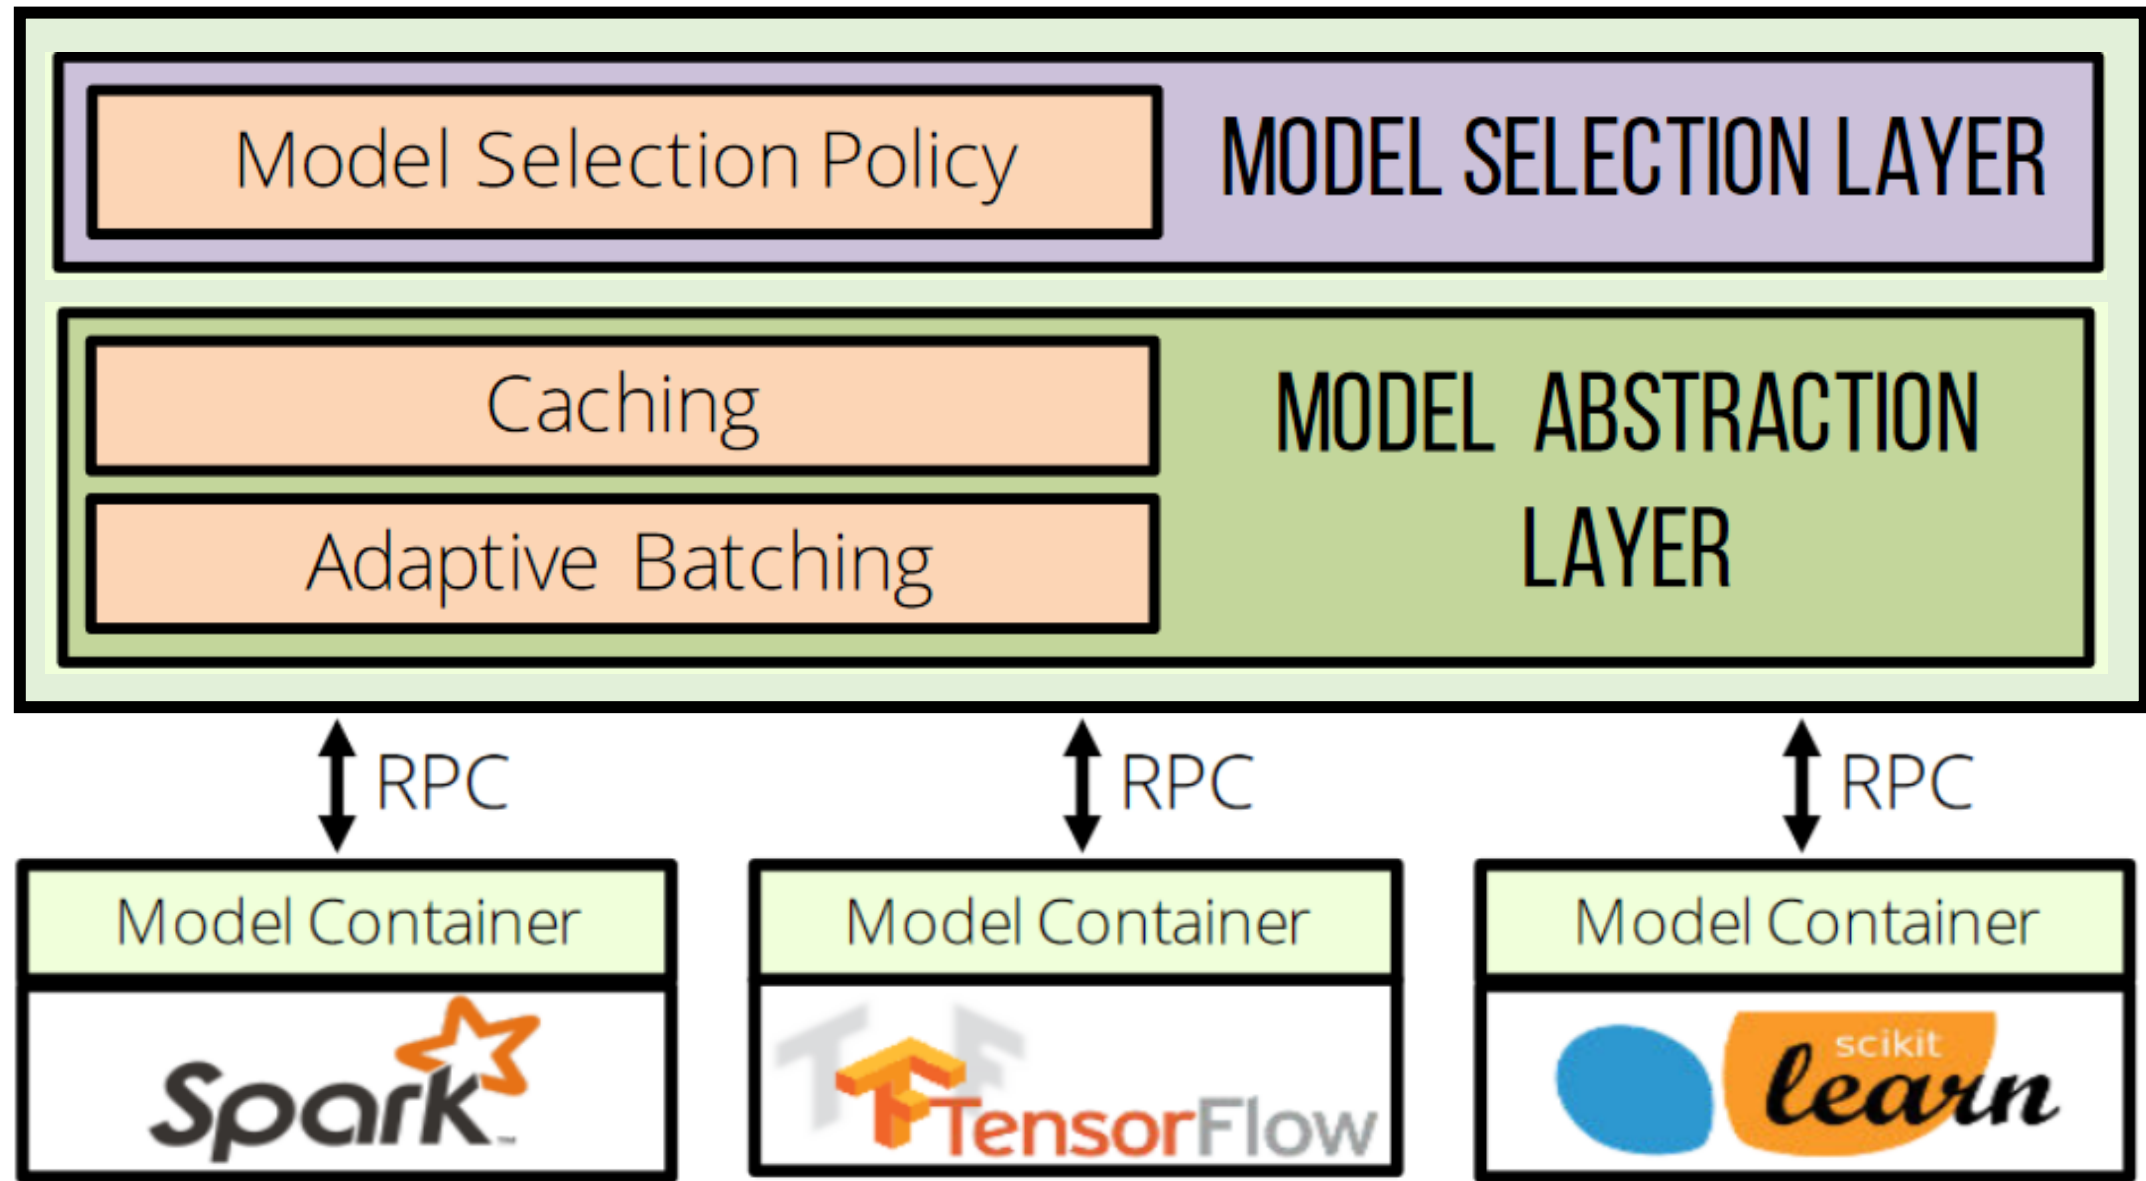 Model Selection Policy
MODEL SELECTION LAYER
Caching
Adaptive Batching
MODEL ABSTRACTION
LAYER
RPC
RPC
RPC
Model Container
Model Container
Model Container
Spark
TensorFlow
scikit
learn